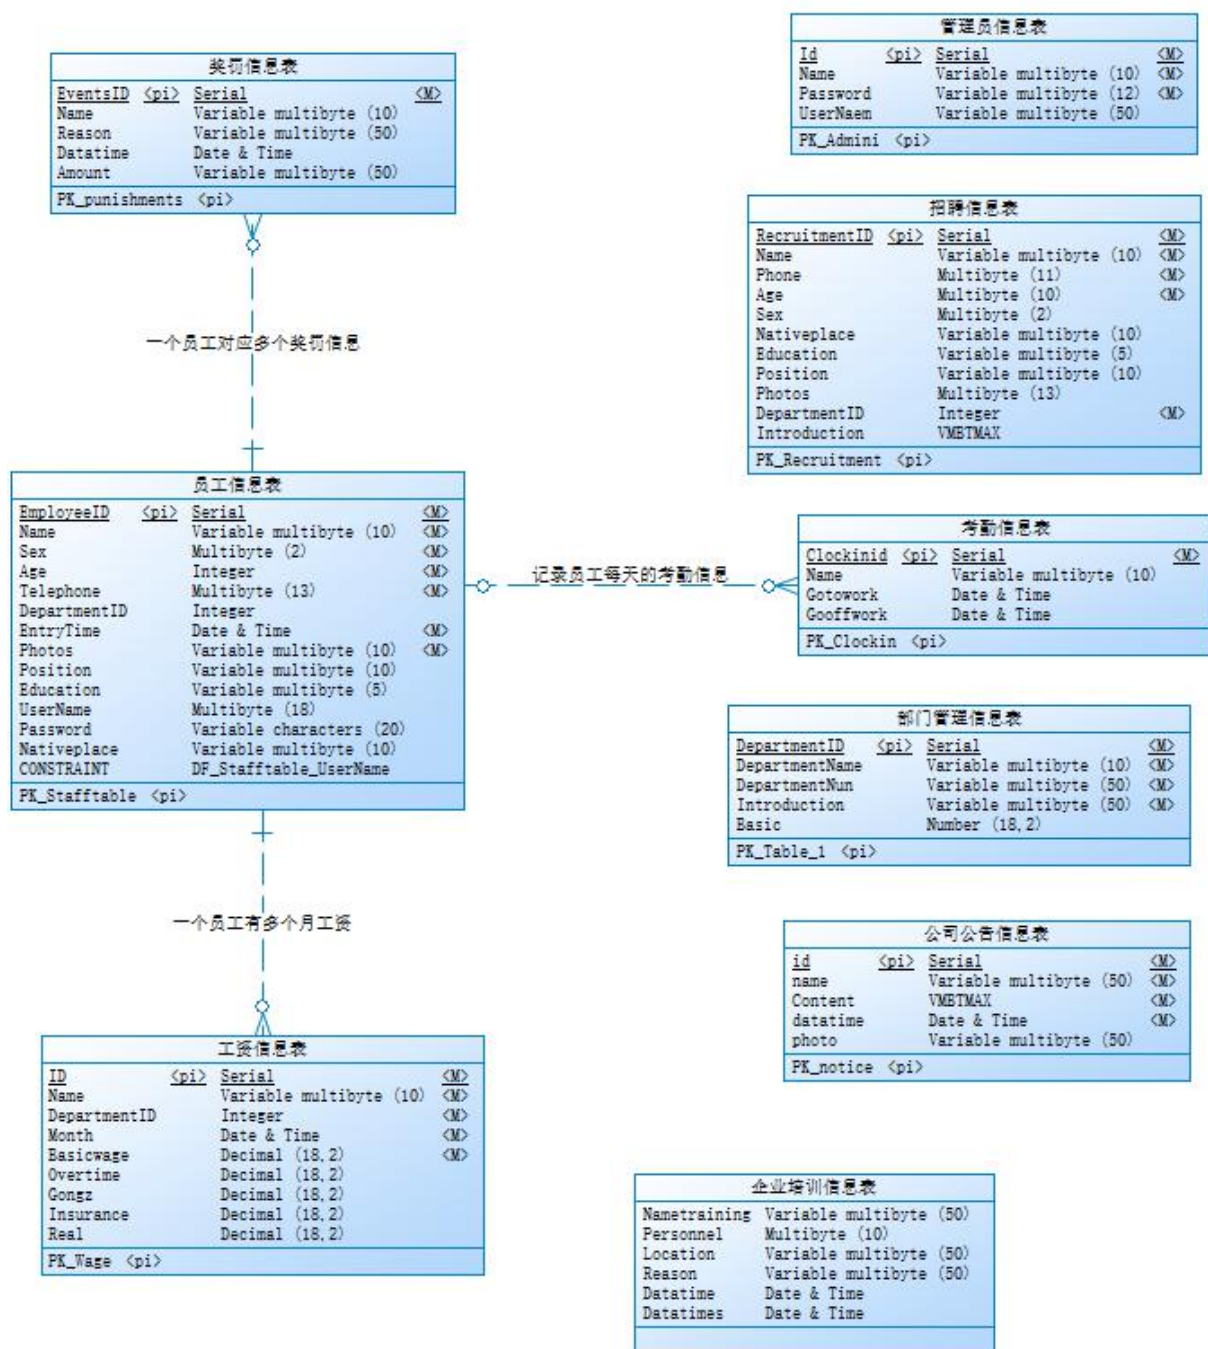 奖罚信息表
EventsID <pi> Serial <M>
Name Variable multibyte (10)
Reason Variable multibyte (50)
Datatime Date & Time
Amount Variable multibyte (50)
PK_punishments <pi>
一个员工对应多个奖罚信息
员工信息表
EmployeeID <pi> Serial <M>
Name Variable multibyte (10) <M>
Sex Multibyte (2) <M>
Age Integer <M>
Telephone Multibyte (13) <M>
DepartmentID Integer
EntryTime Date & Time <M>
Photos Variable multibyte (10) <M>
Position Variable multibyte (10)
Education Variable multibyte (5)
UserName Multibyte (18)
Password Variable characters (20)
Nativeplace Variable multibyte (10)
CONSTRAINT DF_Stafftable_UserName
PK_Stafftable <pi>
一个员工有多个月工资
工资信息表
ID <pi> Serial <M>
Name Variable multibyte (10) <M>
DepartmentID Integer <M>
Month Date & Time <M>
Basicwage Decimal (18,2) <M>
Overtime Decimal (18,2)
Gongz Decimal (18,2)
Insurance Decimal (18,2)
Real Decimal (18,2)
PK_Wage <pi>
管理员信息表
Id <pi> Serial <M>
Name Variable multibyte (10) <M>
Password Variable multibyte (12) <M>
UserNaem Variable multibyte (50)
PK_Admini <pi>
招聘信息表
RecruitmentID <pi> Serial <M>
Name Variable multibyte (10) <M>
Phone Multibyte (11) <M>
Age Multibyte (10) <M>
Sex Multibyte (2)
Nativeplace Variable multibyte (10)
Education Variable multibyte (5)
Position Variable multibyte (10)
Photos Multibyte (13)
DepartmentID Integer <M>
Introduction VMBTMAX
PK_Recruitment <pi>
记录员工每天的考勤信息
考勤信息表
Clockinid <pi> Serial <M>
Name Variable multibyte (10)
Gotowork Date & Time
Gooffwork Date & Time
PK_Clockin <pi>
部门管理信息表
DepartmentID <pi> Serial <M>
DepartmentName Variable multibyte (10) <M>
DepartmentNun Variable multibyte (50) <M>
Introduction Variable multibyte (50) <M>
Basic Number (18,2)
PK_Table_1 <pi>
公司公告信息表
id <pi> Serial <M>
name Variable multibyte (50) <M>
Content VMBTMAX <M>
datatime Date & Time <M>
photo Variable multibyte (50)
PK_notice <pi>
企业培训信息表
Nametraining Variable multibyte (50)
Personnel Multibyte (10)
Location Variable multibyte (50)
Reason Variable multibyte (50)
Datatime Date & Time
Datatimes Date & Time